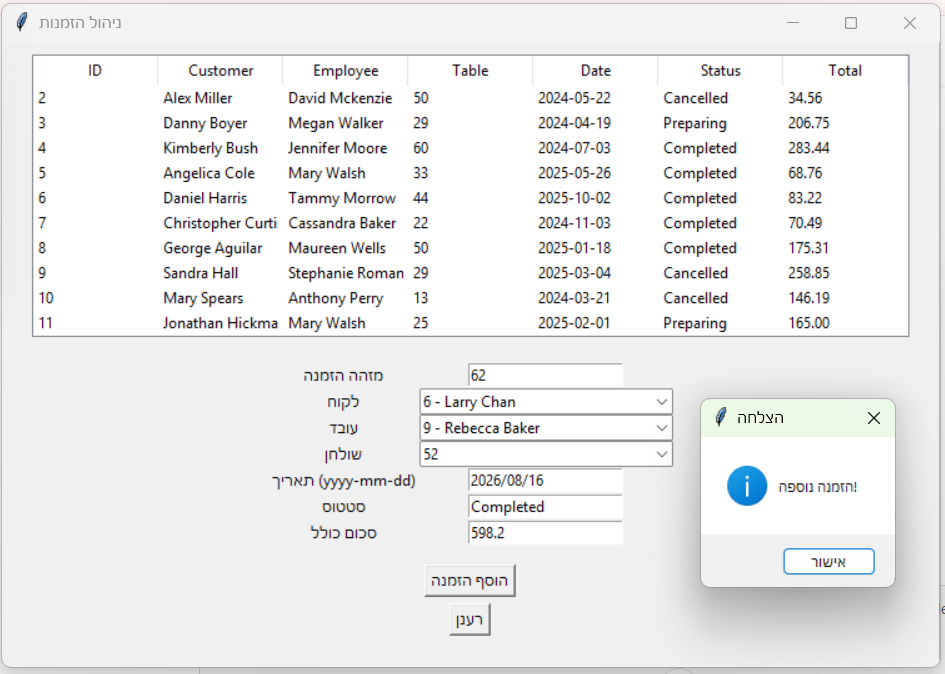 ניהול הזמנות
ID Customer Employee Table Date Status Total
2 Alex Miller David Mckenzie 50 2024-05-22 Cancelled 34.56
3 Danny Boyer Megan Walker 29 2024-04-19 Preparing 206.75
4 Kimberly Bush Jennifer Moore 60 2024-07-03 Completed 283.44
5 Angelica Cole Mary Walsh 33 2025-05-26 Completed 68.76
6 Daniel Harris Tammy Morrow 44 2025-10-02 Completed 83.22
7 Christopher Curti Cassandra Baker 22 2024-11-03 Completed 70.49
8 George Aguilar Maureen Wells 50 2025-01-18 Completed 175.31
9 Sandra Hall Stephanie Roman 29 2025-03-04 Cancelled 258.85
10 Mary Spears Anthony Perry 13 2024-03-21 Cancelled 146.19
11 Jonathan Hickma Mary Walsh 25 2025-02-01 Preparing 165.00
מזהה הזמנה 62
לקוח 6 - Larry Chan
עובד 9 - Rebecca Baker
שולחן 52
תאריך (yyyy-mm-dd) 2026/08/16
סטטוס Completed
סכום כולל 598.2
הוסף הזמנה
רענן
הצלחה
הזמנה נוספה!
אישור